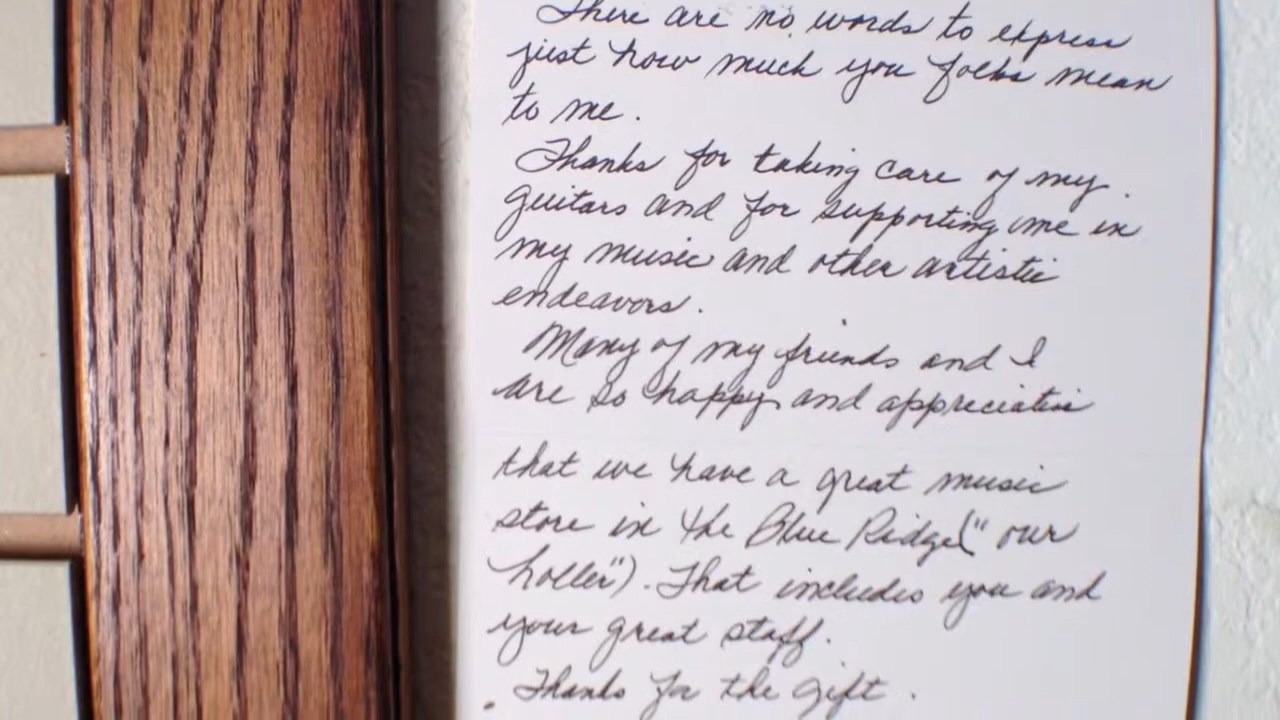 There are no words to express
just how much you folks mean
to me.
Thanks for taking care of my
guitars and for supporting me in
my music and other artistic
endeavors.
Many of my friends and I
are so happy and appreciative
that we have a great music
store in the Blue Ridge ("our
holler"). That includes you and
your great staff.
Thanks for the gift.